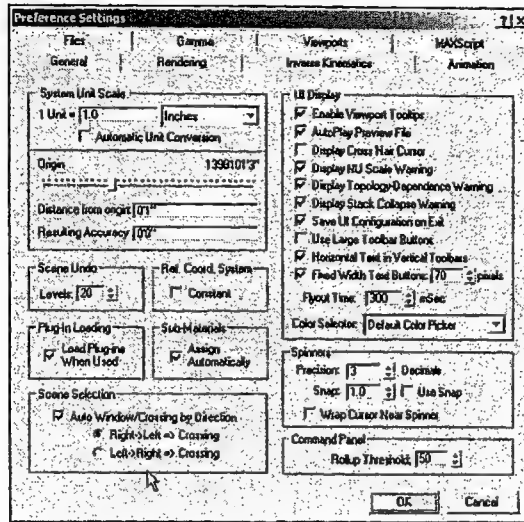 Preference Settings
Files Gamma Viewports MAXScript
General Rendering Inverse Kinematics Animation
System Unit Scale
1 Unit = 1.0 Inches
Automatic Unit Conversion
Origin 1398101'3"
Distance from origin 0'1"
Resulting Accuracy 0'0"
Scene Undo
Levels: 20
Ref. Coord. System
Constant
Plug-In Loading
Load Plug-ins When Used
Sub-Materials
Assign Automatically
Scene Selection
Auto Window/Crossing by Direction
Right->Left => Crossing
Left->Right => Crossing
UI Display
Enable Viewport Tooltips
AutoPlay Preview File
Display Cross Hair Cursor
Display NU Scale Warning
Display Topology-Dependence Warning
Display Stack Collapse Warning
Save UI Configuration on Exit
Use Large Toolbar Buttons
Horizontal Text in Vertical Toolbars
Fixed Width Text Buttons: 70 pixels
Flyout Time: 300 mSec
Color Selector: Default Color Picker
Spinners
Precision: 3 Decimals
Snap: 1.0 Use Snap
Wrap Cursor Near Spinner
Command Panel
Rollup Threshold: 50
OK Cancel